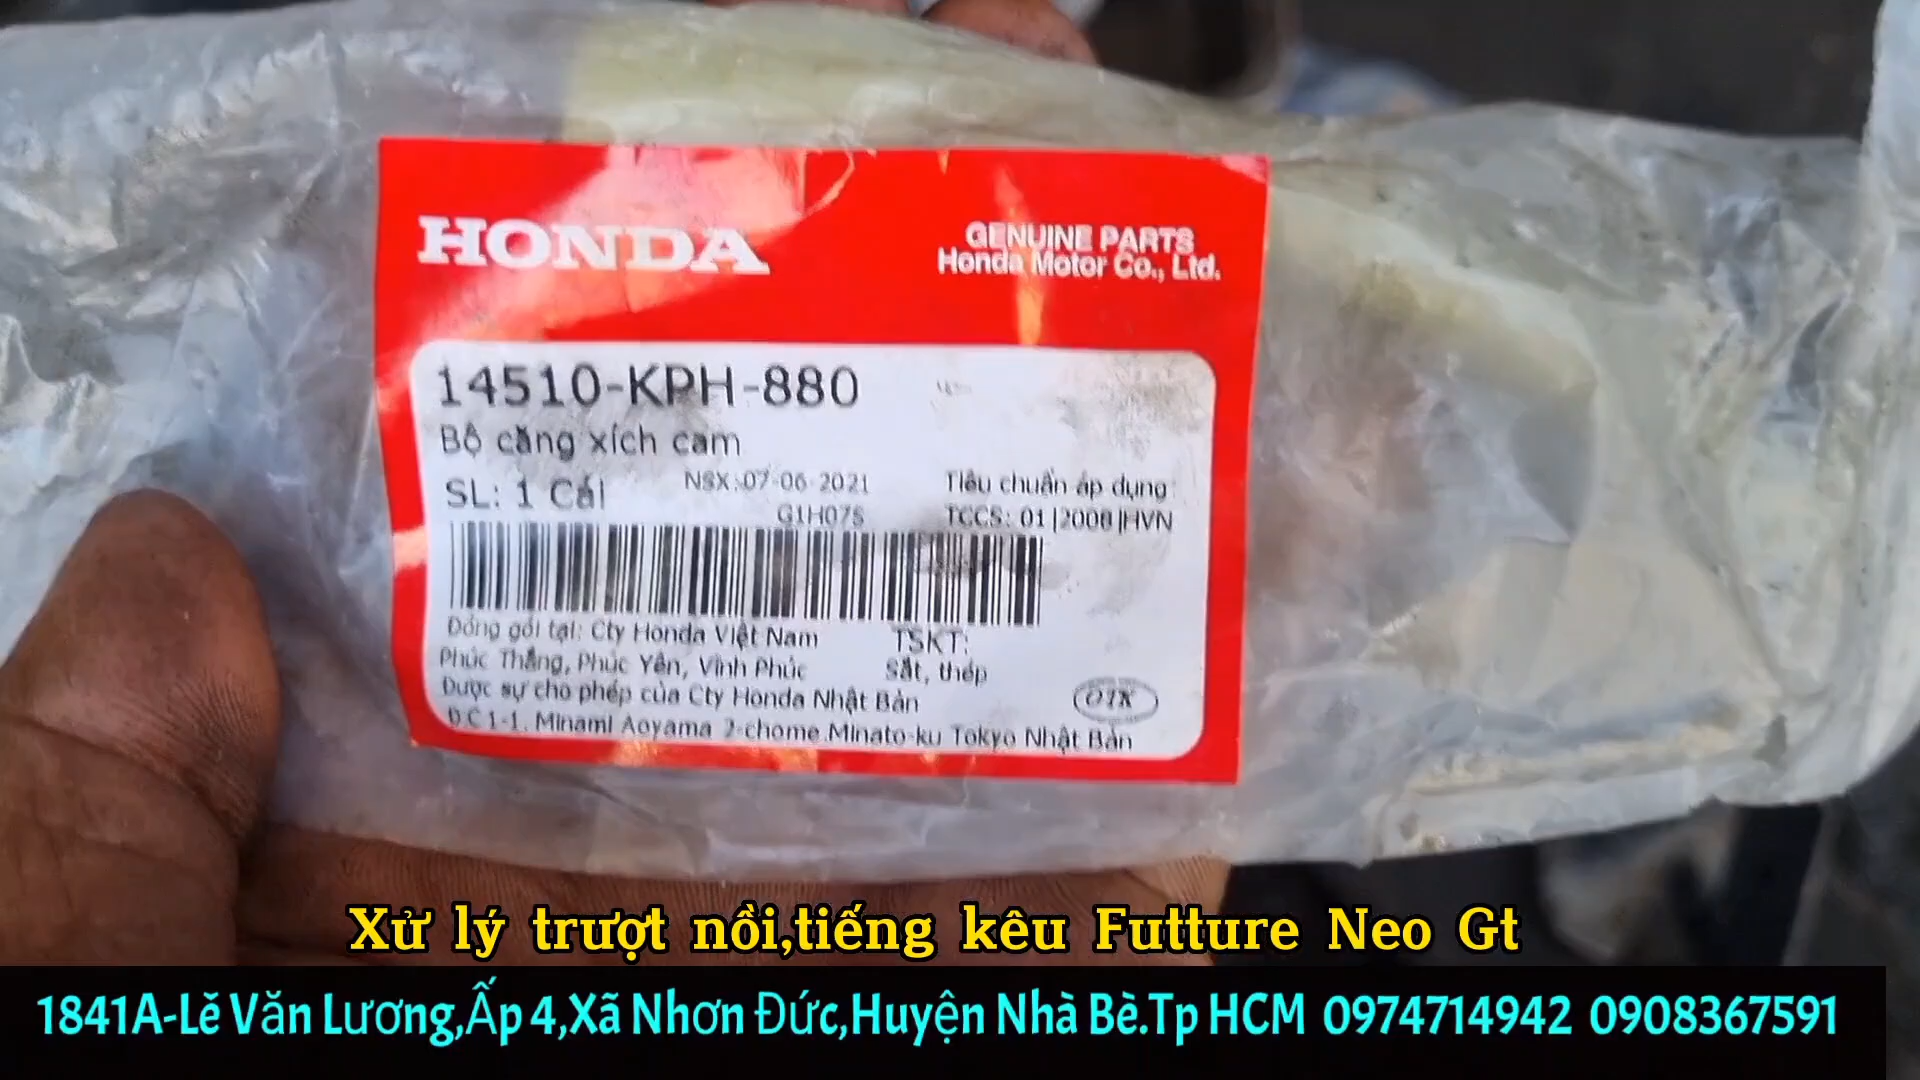 HONDA
GENUINE PARTS
Honda Motor Co., Ltd.
14510-KPH-880
Bộ căng xích cam
SL: 1 Cái
NSX:07-06-2021
G1H07S
Tiêu chuẩn áp dụng:
TCCS: 01|2008|HVN
Đóng gói tại: Cty Honda Việt Nam
Phúc Thắng, Phúc Yên, Vĩnh Phúc
Được sự cho phép của Cty Honda Nhật Bản
Đ.C 1-1, Minami Aoyama 2-chome Minato-ku Tokyo Nhật Bản
TSKT:
Sắt, thép
OTK
Xử lý trượt nồi,tiếng kêu Futture Neo Gt
1841A-Lê Văn Lương,Ấp 4,Xã Nhơn Đức,Huyện Nhà Bè.Tp HCM 0974714942 0908367591